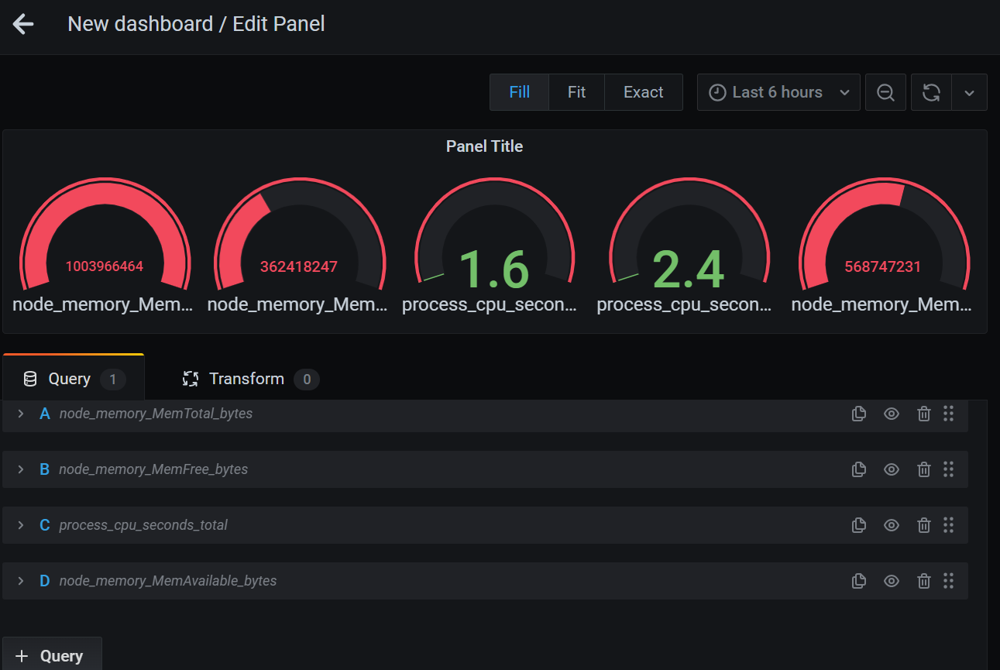 New dashboard / Edit Panel
Fill Fit Exact Last 6 hours
Panel Title
1003966464 362418247 1.6 2.4 568747231
node_memory_Mem... node_memory_Mem... process_cpu_secon... process_cpu_secon... node_memory_Mem...
Query 1 Transform 0
A node_memory_MemTotal_bytes
B node_memory_MemFree_bytes
C process_cpu_seconds_total
D node_memory_MemAvailable_bytes
+ Query